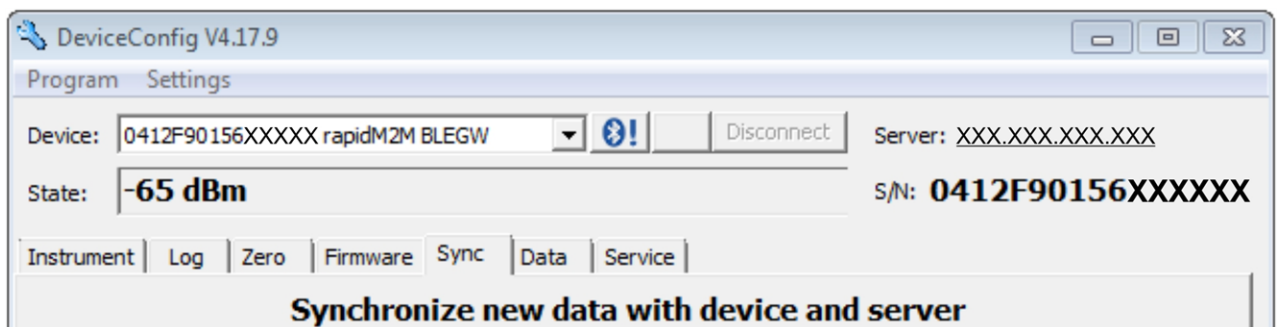 DeviceConfig V4.17.9
Program Settings
Device: 0412F90156XXXXX rapidM2M BLEGW ! Disconnect Server: XXX.XXX.XXX.XXX
State: -65 dBm S/N: 0412F90156XXXXXX
Instrument Log Zero Firmware Sync Data Service
Synchronize new data with device and server